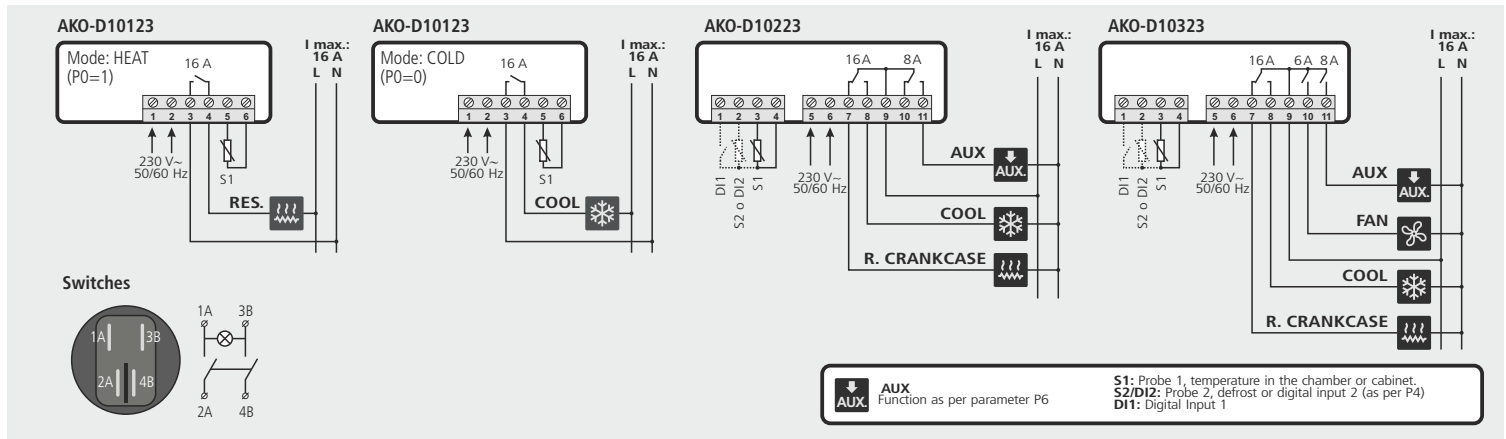 AKO-D10123
Mode: HEAT
(P0=1)
16 A
I max.:
16 A
L N
1 2 3 4 5 6
230 V~
50/60 Hz
S1
RES.
AKO-D10123
Mode: COLD
(P0=0)
16 A
I max.:
16 A
L N
1 2 3 4 5 6
230 V~
50/60 Hz
S1
COOL
AKO-D10223
16A 8A
I max.:
16 A
L N
1 2 3 4 5 6 7 8 9 10 11
DI1
S2 o DI2
S1
230 V~
50/60 Hz
AUX
AUX.
COOL
R. CRANKCASE
AKO-D10323
16A 6A 8A
I max.:
16 A
L N
1 2 3 4 5 6 7 8 9 10 11
DI1
S2 o DI2
S1
230 V~
50/60 Hz
AUX
AUX.
FAN
COOL
R. CRANKCASE
Switches
1A 3B
2A 4B
1A 3B
2A 4B
AUX.
AUX
Function as per parameter P6
S1: Probe 1, temperature in the chamber or cabinet.
S2/DI2: Probe 2, defrost or digital input 2 (as per P4)
DI1: Digital Input 1